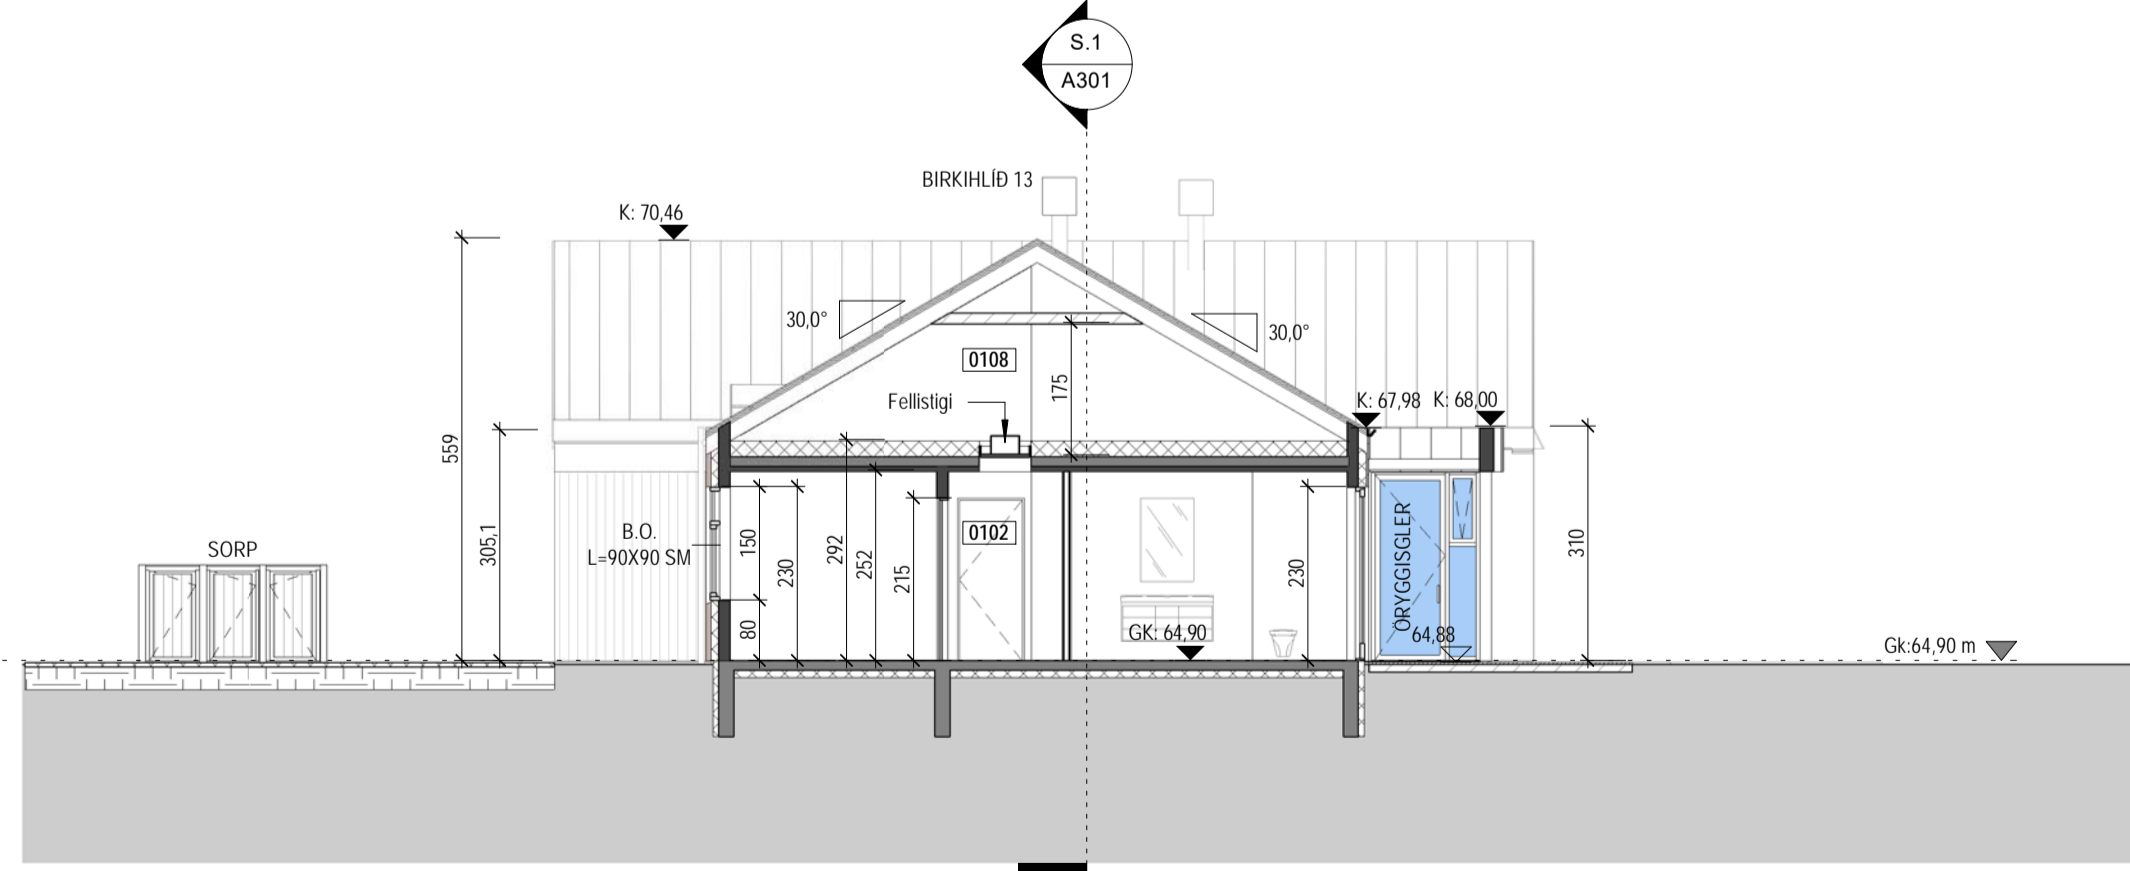 S.1
A301
BIRKIHLÍÐ 13
K: 70,46
30,0°
30,0°
0108
175
Fellistigi
K: 67,98
K: 68,00
559
305,1
SORP
B.O.
L=90X90 SM
150
80
230
292
252
215
0102
230
GK: 64,90
ÖRYGGISGLER
64,88
310
Gk:64,90 m